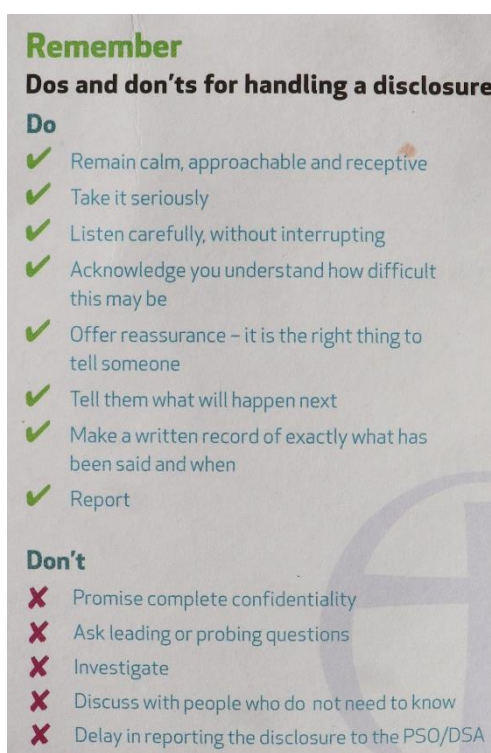 Remember
Dos and don'ts for handling a disclosure
Do
Remain calm, approachable and receptive
Take it seriously
Listen carefully, without interrupting
Acknowledge you understand how difficult
this may be
Offer reassurance – it is the right thing to
tell someone
Tell them what will happen next
Make a written record of exactly what has
been said and when
Report
Don't
Promise complete confidentiality
Ask leading or probing questions
Investigate
Discuss with people who do not need to know
Delay in reporting the disclosure to the PSO/DSA